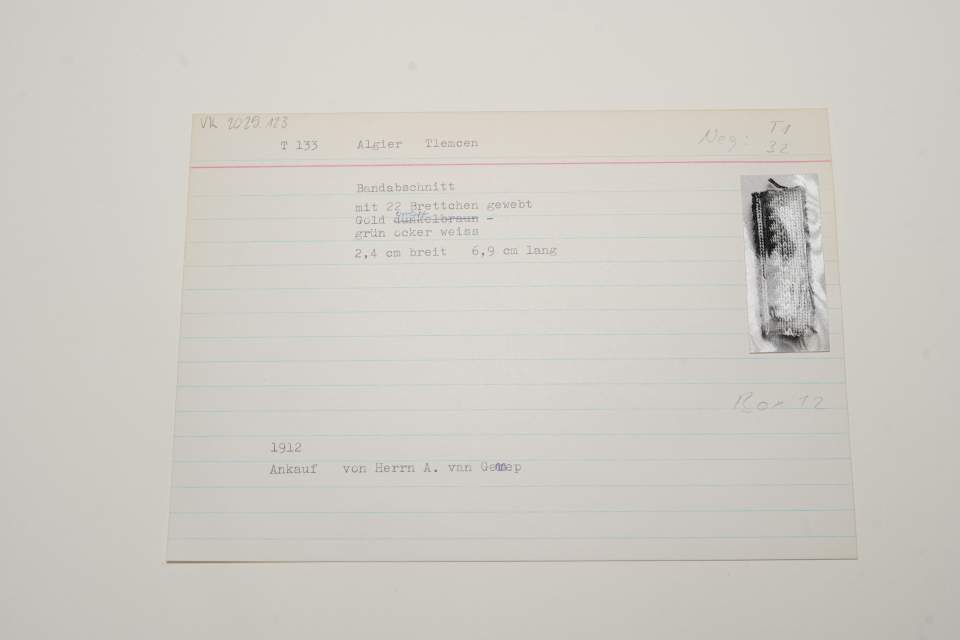 VK 2025.123
T 133 Algier Tlemcen
Neg: T1
32
Bandabschnitt
mit 22 Brettchen gewebt
Gold dunkelbraun -
grün ocker weiss
2,4 cm breit 6,9 cm lang
Box 12
1912
Ankauf von Herrn A. van Gennep